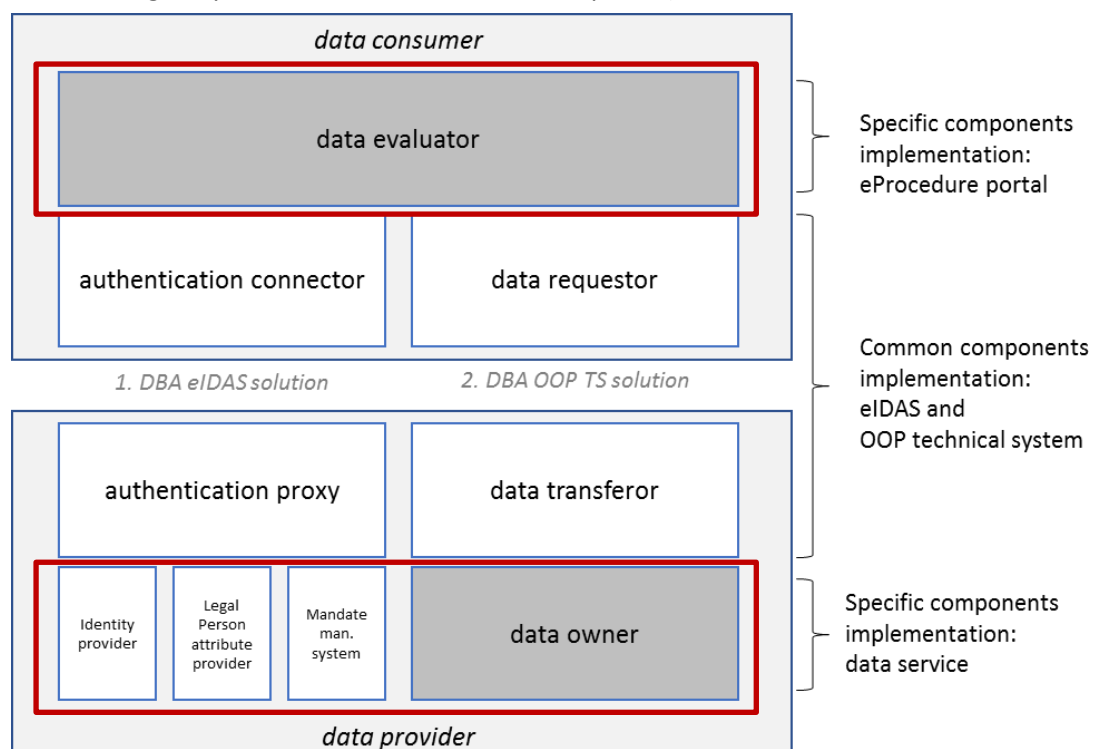 data consumer
data evaluator
Specific components
implementation:
eProcedure portal
authentication connector
data requestor
Common components
implementation:
eIDAS and
OOP technical system
1. DBA eIDAS solution
2. DBA OOP TS solution
authentication proxy
data transferor
Identity
provider
Legal
Person
attribute
provider
Mandate
man.
system
data owner
Specific components
implementation:
data service
data provider